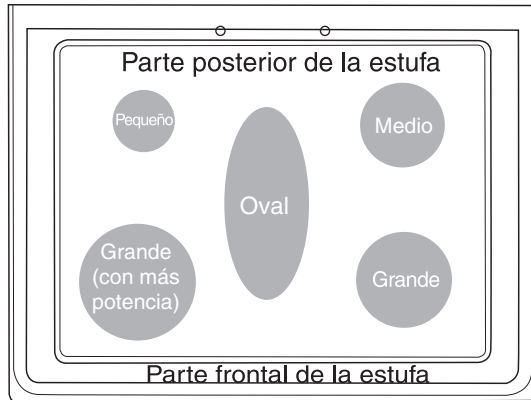 Parte posterior de la estufa
Pequeño
Medio
Oval
Grande
(con más
potencia)
Grande
Parte frontal de la estufa